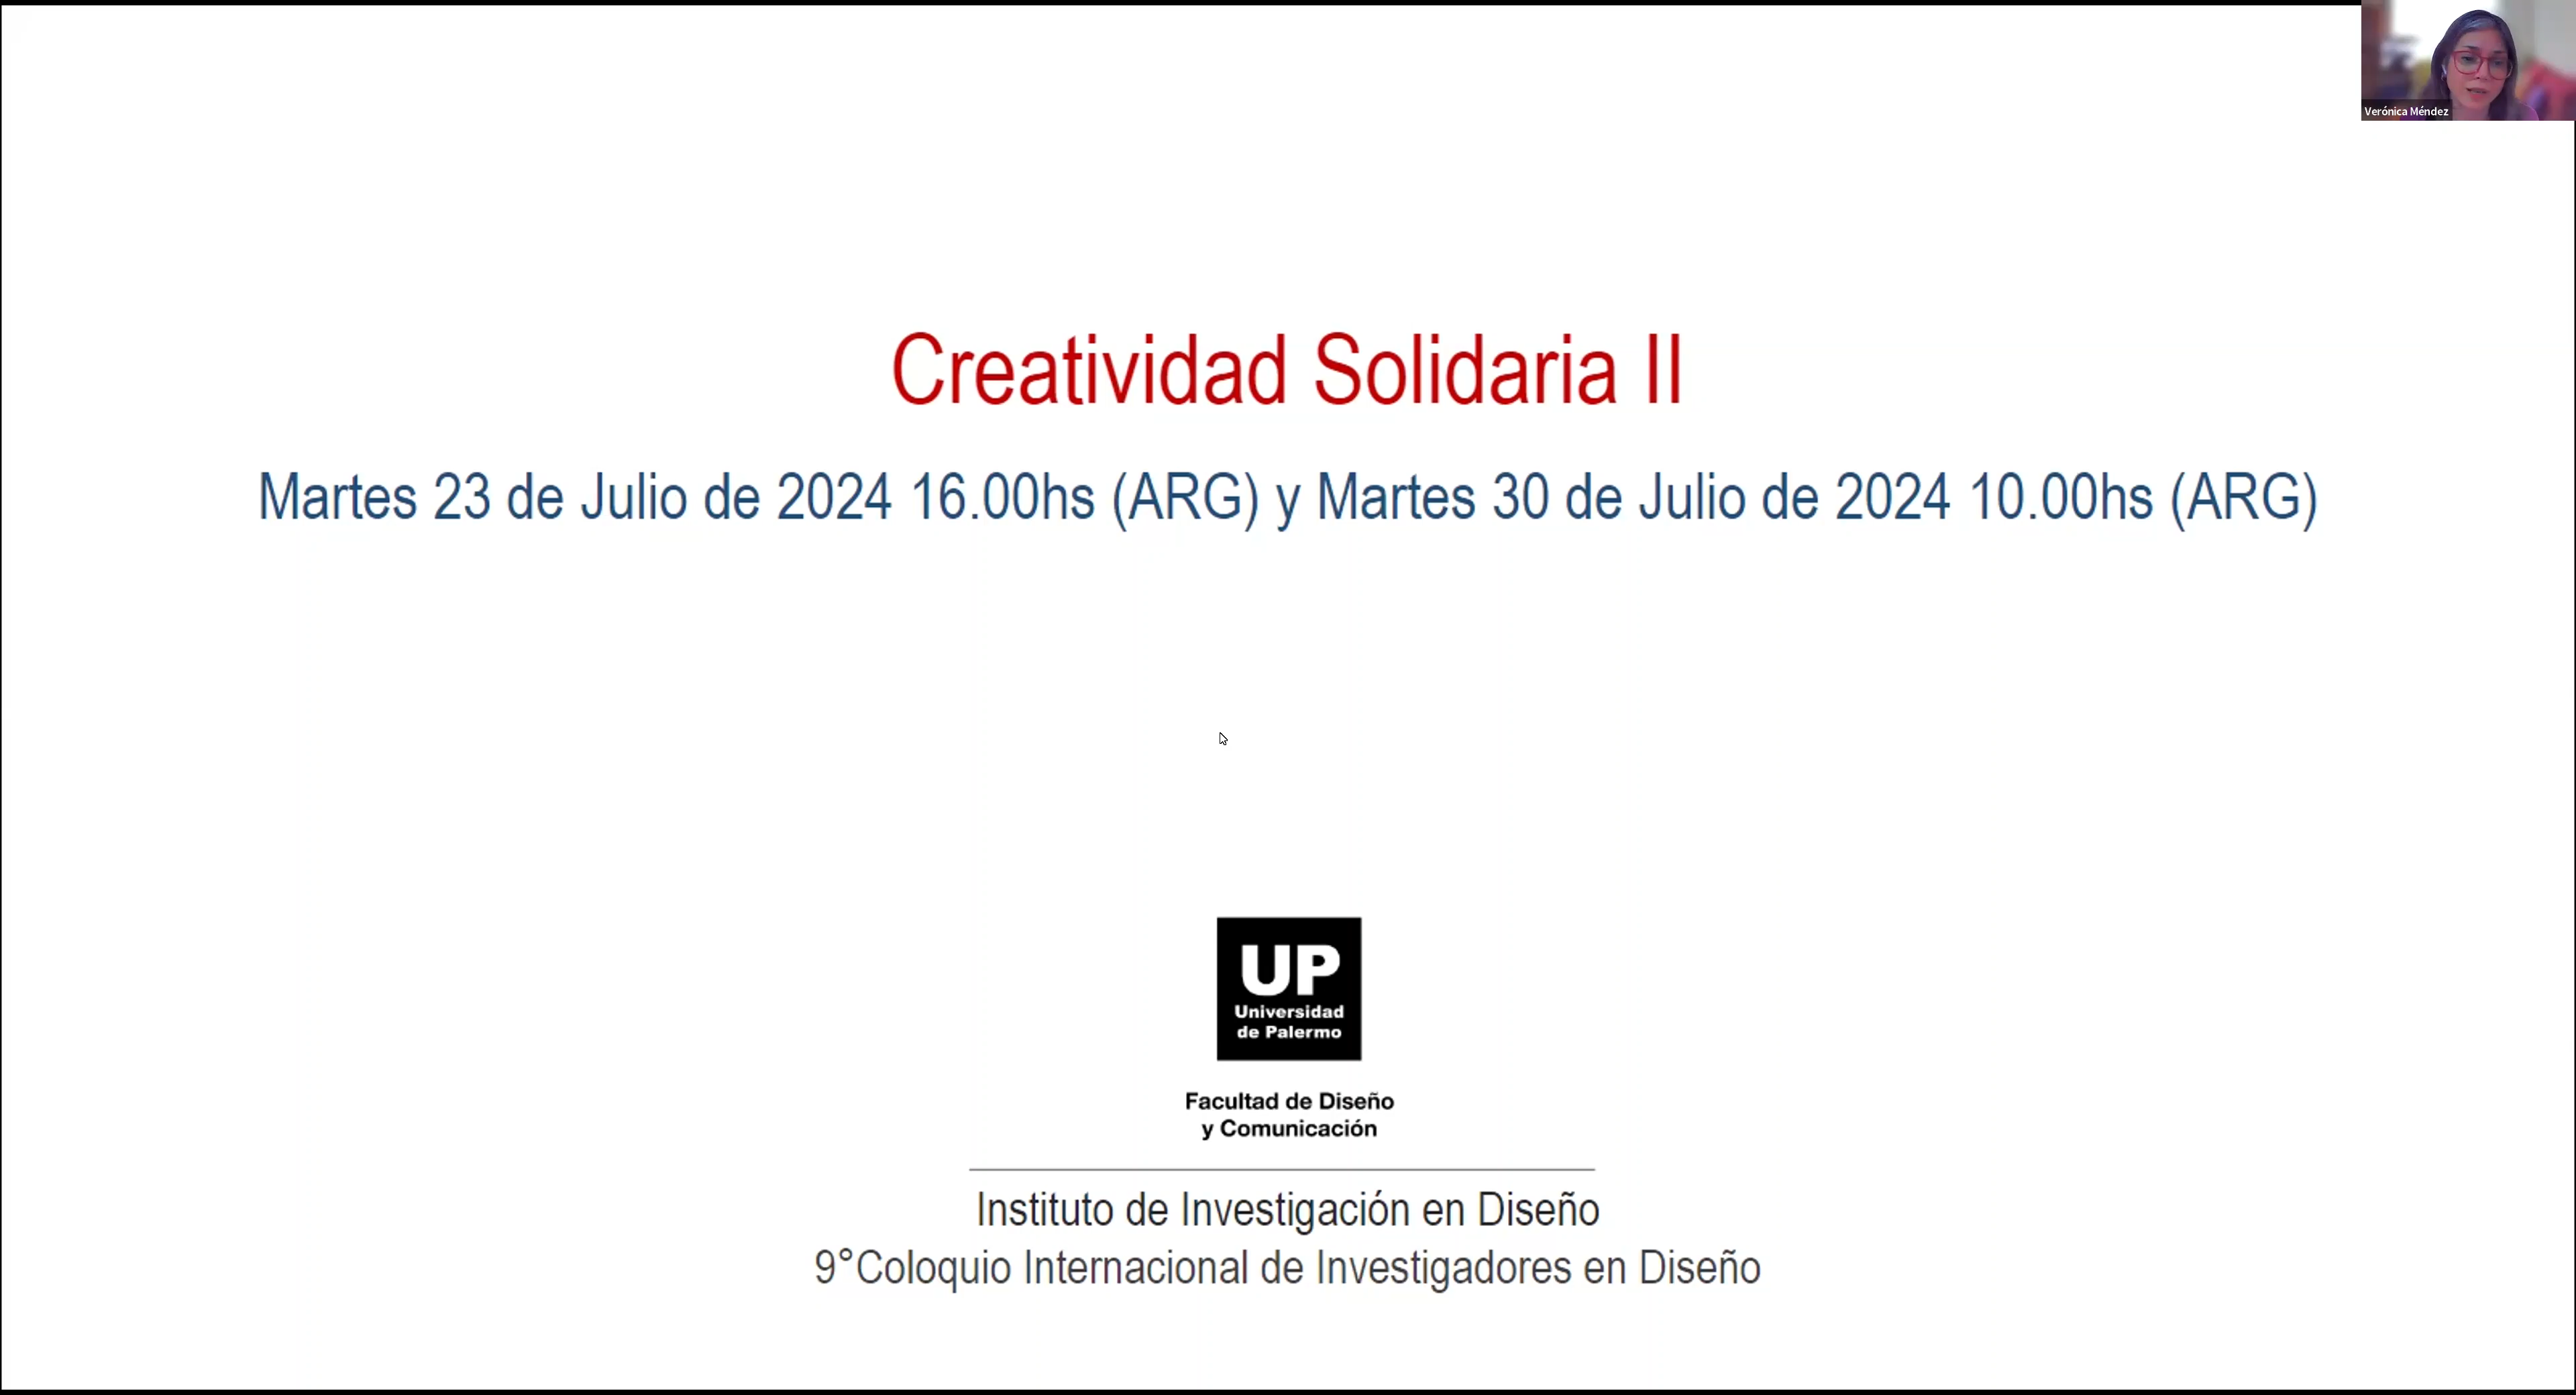 Verónica Méndez
Creatividad Solidaria II
Martes 23 de Julio de 2024 16.00hs (ARG) y Martes 30 de Julio de 2024 10.00hs (ARG)
UP
Universidad
de Palermo
Facultad de Diseño
y Comunicación
Instituto de Investigación en Diseño
9°Coloquio Internacional de Investigadores en Diseño